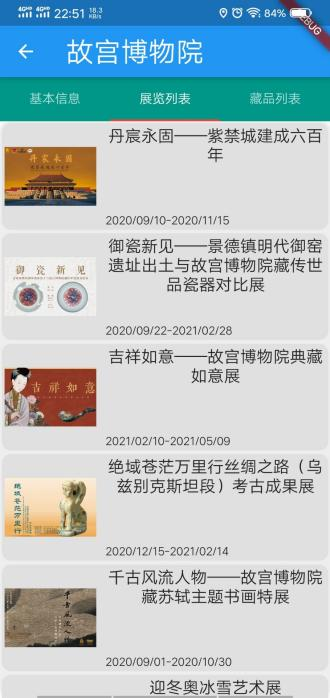 4G HD 4G HD 22:51 18.3 KB/s 84%
BUG
故宫博物院
基本信息 展览列表 藏品列表
丹宸永固
丹宸永固——紫禁城建成六百
年
2020/09/10-2020/11/15
御瓷新见
御瓷新见——景德镇明代御窑
遗址出土与故宫博物院藏传世
品瓷器对比展
2020/09/22-2021/02/28
吉祥如意
吉祥如意——故宫博物院典藏
如意展
2021/02/10-2021/05/09
绝域苍茫
万里行
绝域苍茫万里行丝绸之路（乌
兹别克斯坦段）考古成果展
2020/12/15-2021/02/14
千古风流人物
千古风流人物——故宫博物院
藏苏轼主题书画特展
2020/09/01-2020/10/30
迎冬奥冰雪艺术展